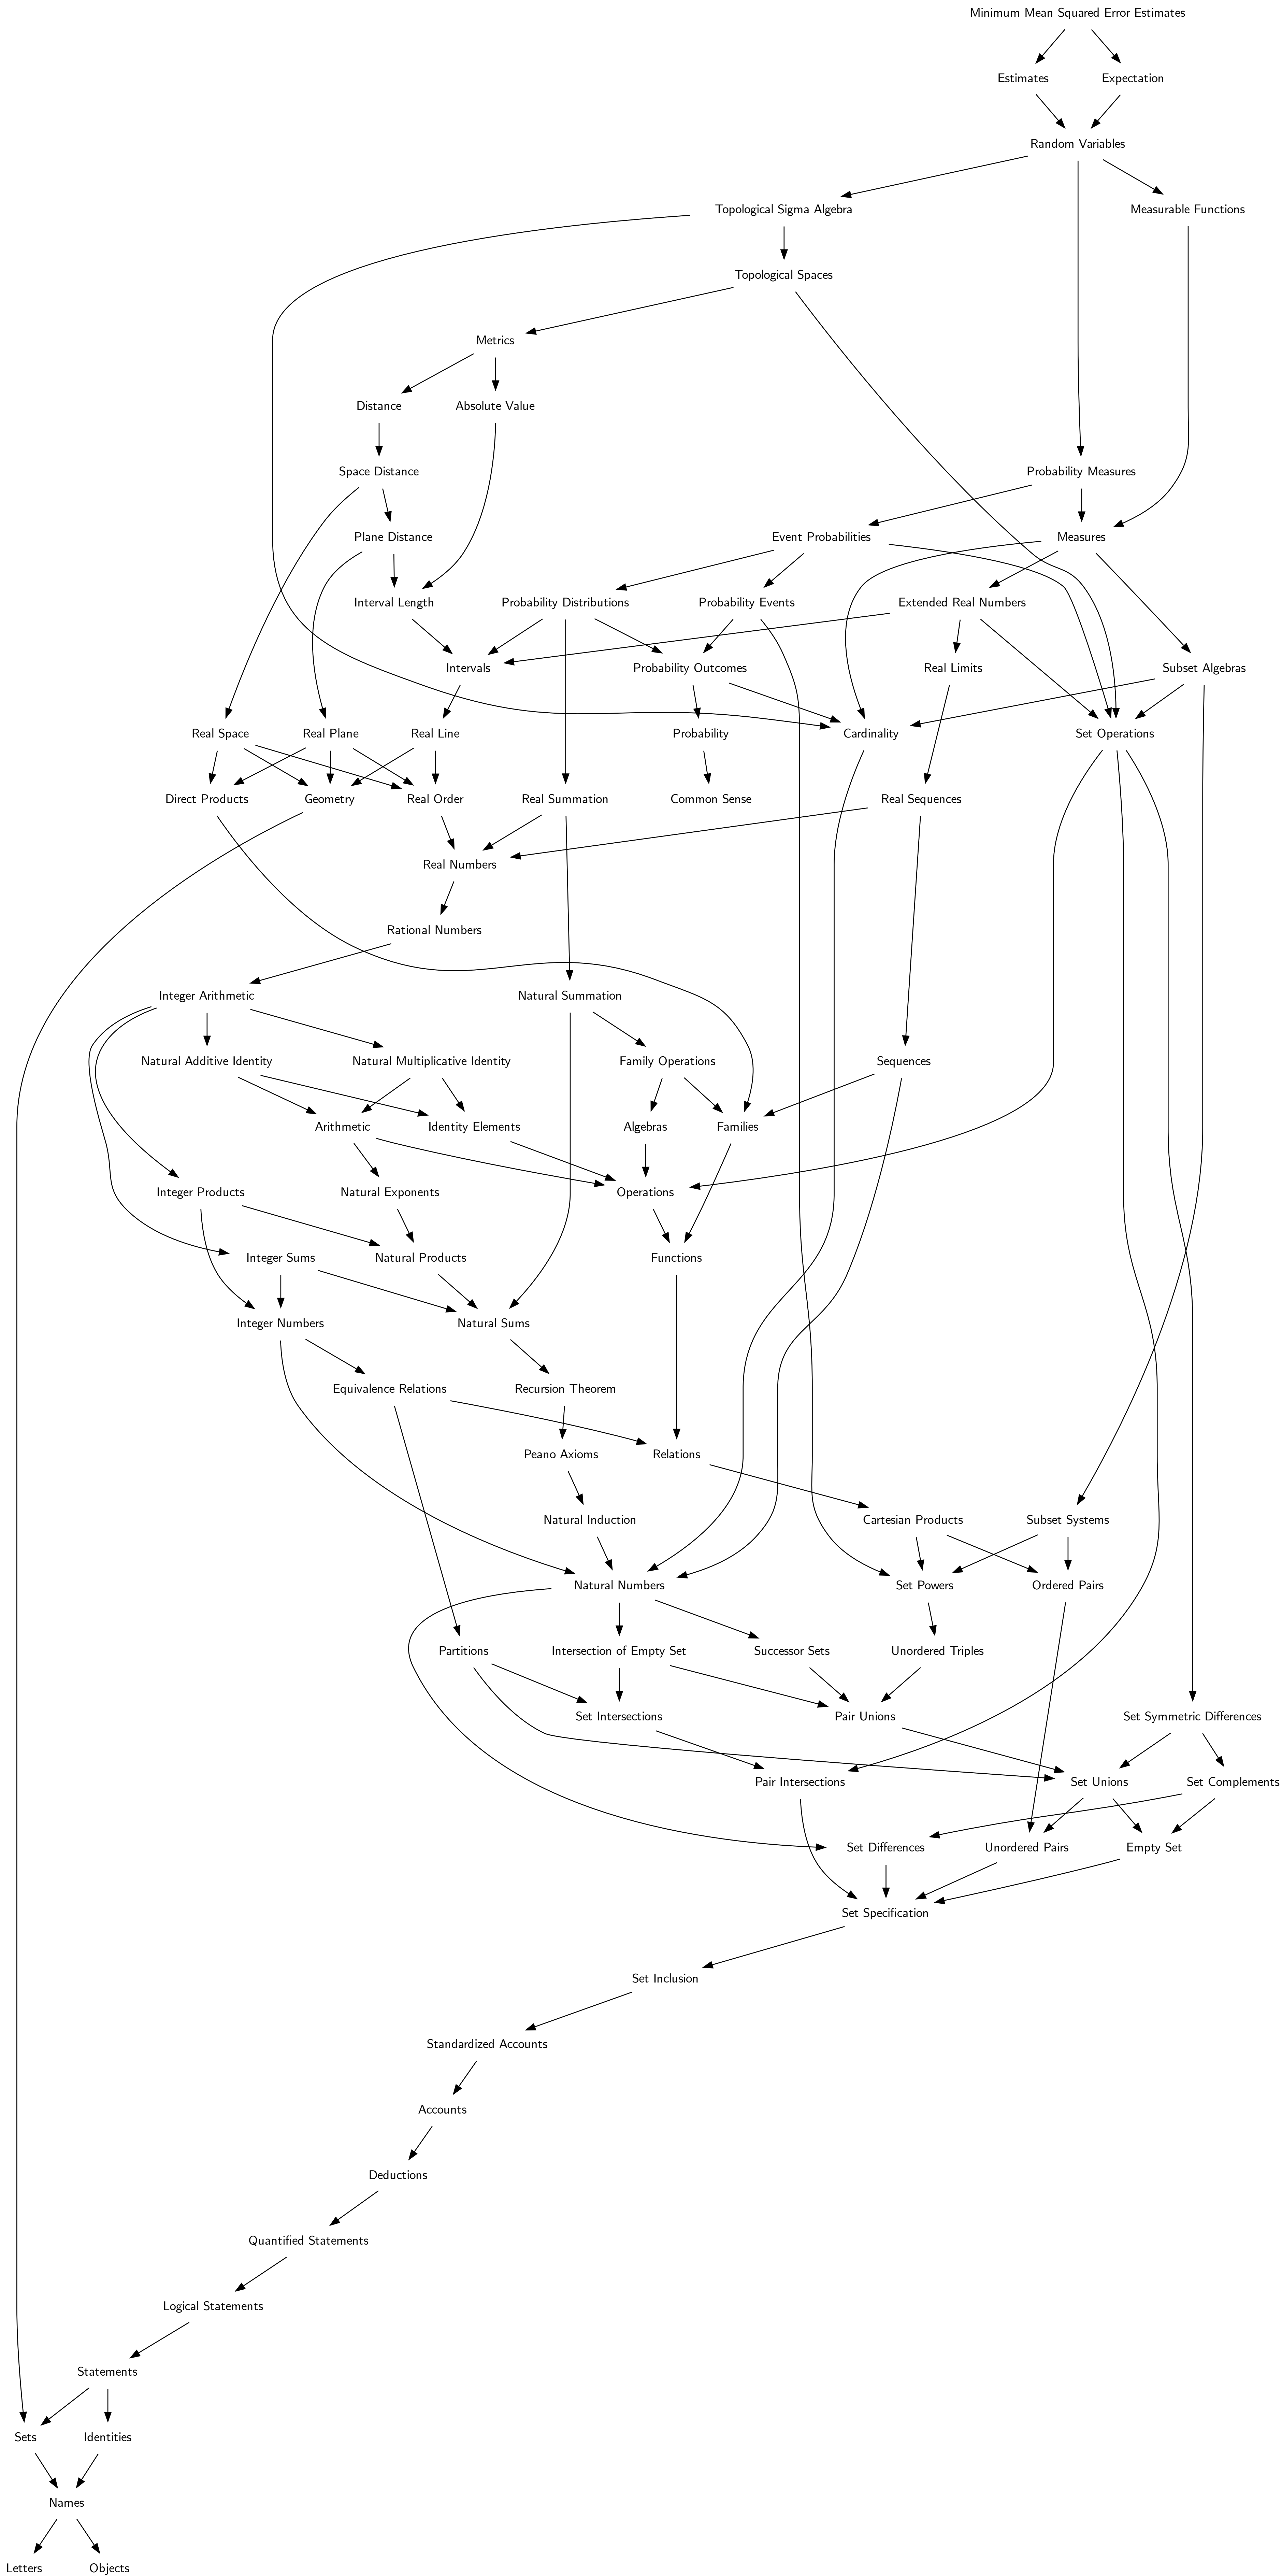 Minimum Mean Squared Error Estimates
Estimates
Expectation
Random Variables
Topological Sigma Algebra
Measurable Functions
Topological Spaces
Metrics
Distance
Absolute Value
Space Distance
Probability Measures
Plane Distance
Event Probabilities
Measures
Interval Length
Probability Distributions
Probability Events
Extended Real Numbers
Intervals
Probability Outcomes
Real Limits
Subset Algebras
Real Space
Real Plane
Real Line
Probability
Cardinality
Set Operations
Direct Products
Geometry
Real Order
Real Summation
Common Sense
Real Sequences
Real Numbers
Rational Numbers
Integer Arithmetic
Natural Summation
Natural Additive Identity
Natural Multiplicative Identity
Family Operations
Sequences
Arithmetic
Identity Elements
Algebras
Families
Integer Products
Natural Exponents
Operations
Integer Sums
Natural Products
Functions
Integer Numbers
Natural Sums
Equivalence Relations
Recursion Theorem
Peano Axioms
Relations
Natural Induction
Cartesian Products
Subset Systems
Natural Numbers
Set Powers
Ordered Pairs
Partitions
Intersection of Empty Set
Successor Sets
Unordered Triples
Set Intersections
Pair Unions
Set Symmetric Differences
Pair Intersections
Set Unions
Set Complements
Set Differences
Unordered Pairs
Empty Set
Set Specification
Set Inclusion
Standardized Accounts
Accounts
Deductions
Quantified Statements
Logical Statements
Statements
Sets
Identities
Names
Letters
Objects